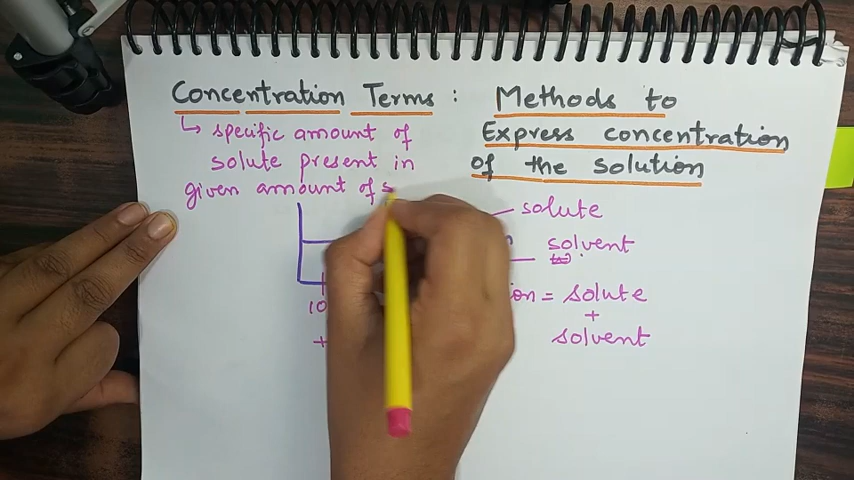 Concentration Terms : Methods to
Express concentration
of the solution
↳ specific amount of
solute present in
given amount of s
solute
solvent
= solute
+
solvent
10
+